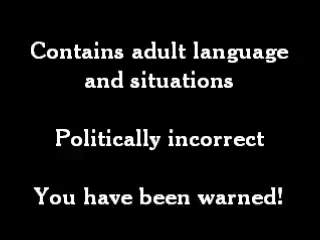 Contains adult language
and situations
Politically incorrect
You have been warned!